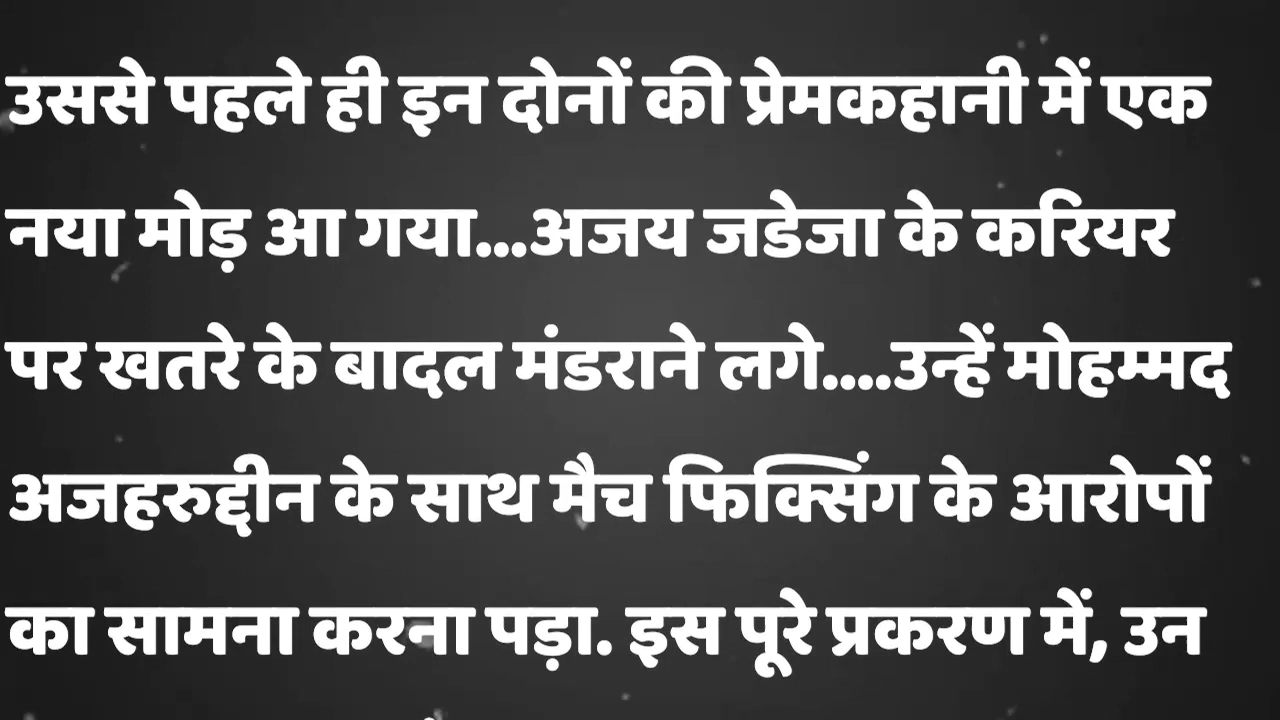 उससे पहले ही इन दोनों की प्रेमकहानी में एक
नया मोड़ आ गया...अजय जडेजा के करियर
पर खतरे के बादल मंडराने लगे....उन्हें मोहम्मद
अजहरुद्दीन के साथ मैच फिक्सिंग के आरोपों
का सामना करना पड़ा. इस पूरे प्रकरण में, उन